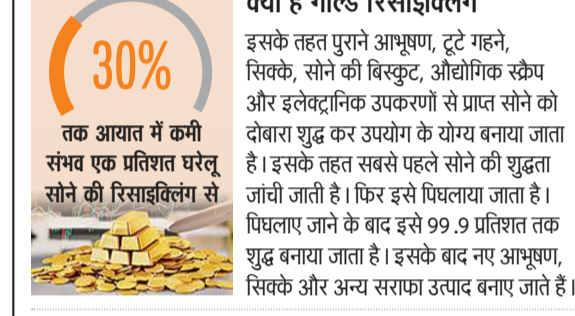 क्या है गोल्ड रिसाइक्लिंग
30%
तक आयात में कमी
संभव एक प्रतिशत घरेलू
सोने की रिसाइक्लिंग से
इसके तहत पुराने आभूषण, टूटे गहने,
सिक्के, सोने की बिस्कुट, औद्योगिक स्क्रैप
और इलेक्ट्रानिक उपकरणों से प्राप्त सोने को
दोबारा शुद्ध कर उपयोग के योग्य बनाया जाता
है। इसके तहत सबसे पहले सोने की शुद्धता
जांची जाती है। फिर इसे पिघलाया जाता है।
पिघलाए जाने के बाद इसे 99.9 प्रतिशत तक
शुद्ध बनाया जाता है। इसके बाद नए आभूषण,
सिक्के और अन्य सराफा उत्पाद बनाए जाते हैं।